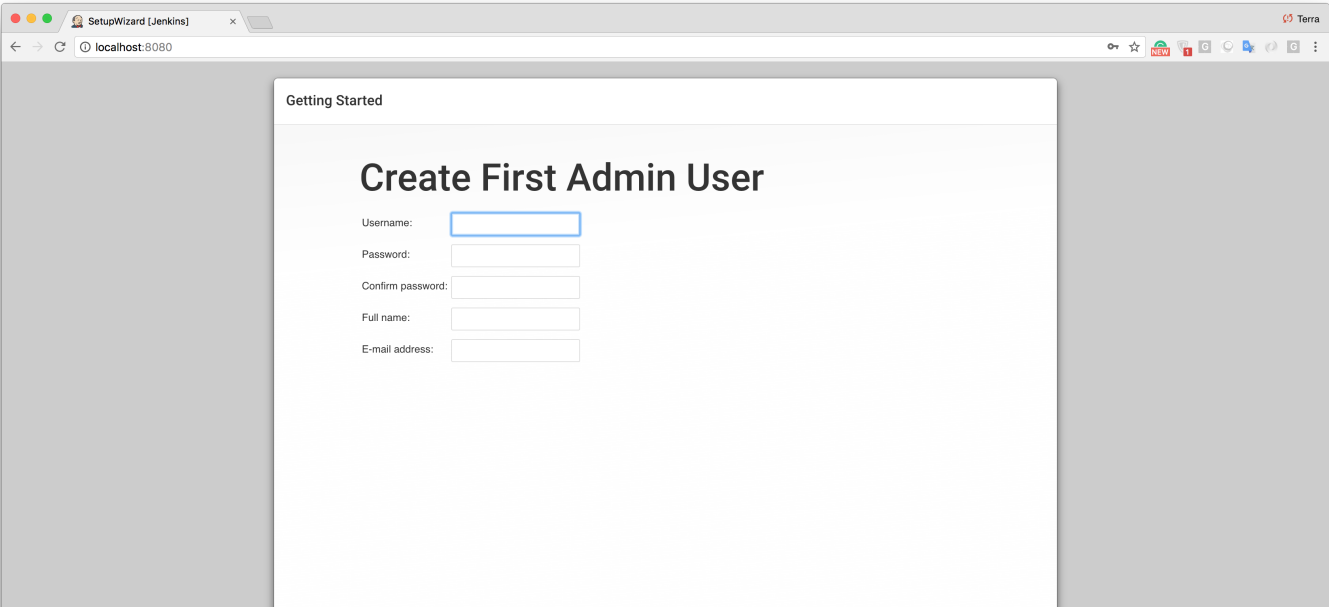 SetupWizard [Jenkins]
Terra
localhost:8080
NEW
1
G
G
Getting Started
Create First Admin User
Username:
Password:
Confirm password:
Full name:
E-mail address: